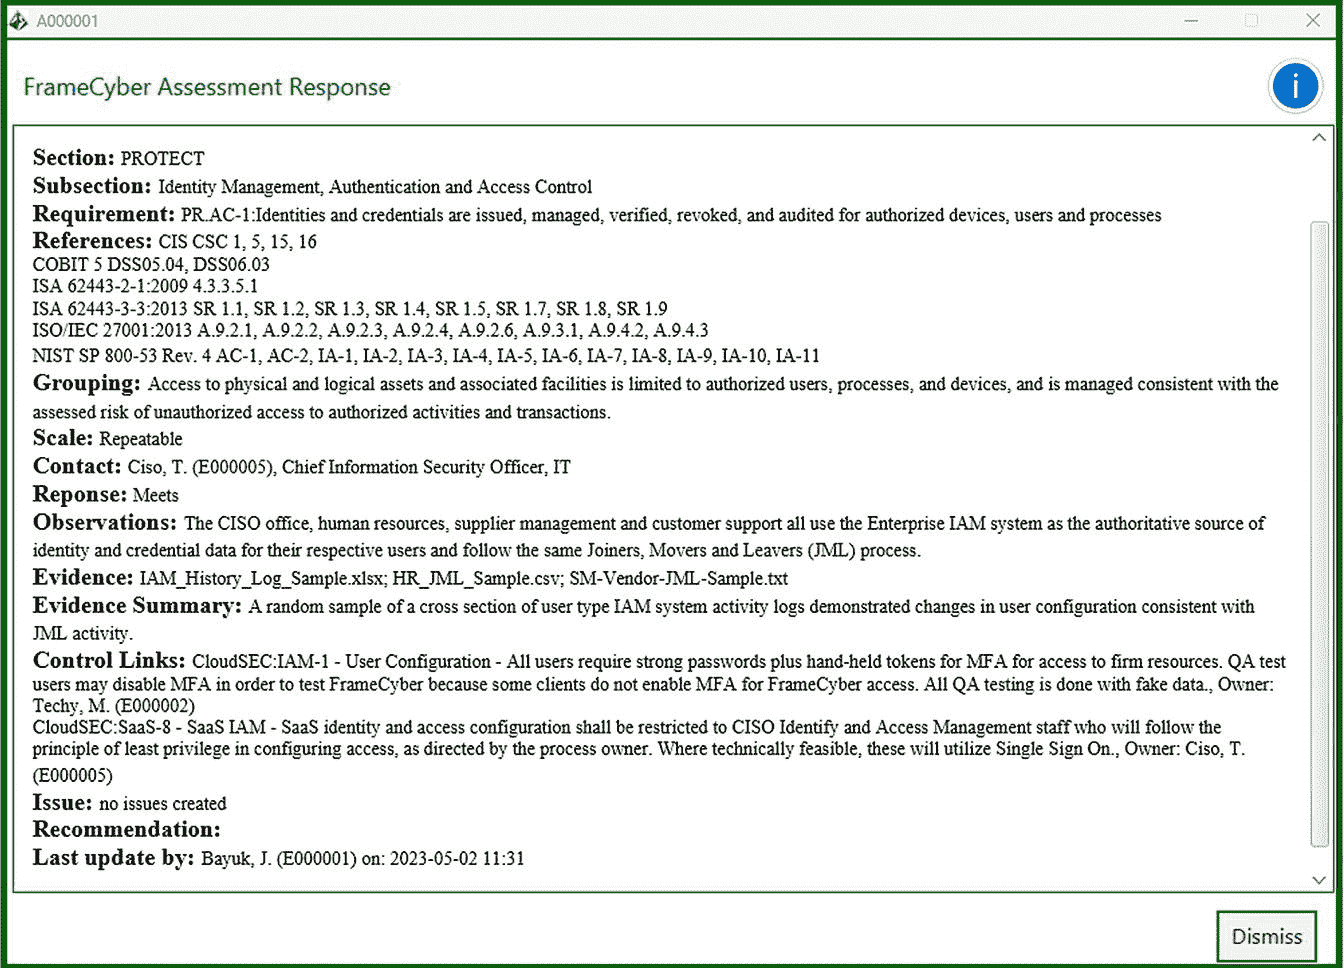 A000001
FrameCyber Assessment Response
i
Section: PROTECT
Subsection: Identity Management, Authentication and Access Control
Requirement: PR.AC-1:Identities and credentials are issued, managed, verified, revoked, and audited for authorized devices, users and processes
References: CIS CSC 1, 5, 15, 16
COBIT 5 DSS05.04, DSS06.03
ISA 62443-2-1:2009 4.3.3.5.1
ISA 62443-3-3:2013 SR 1.1, SR 1.2, SR 1.3, SR 1.4, SR 1.5, SR 1.7, SR 1.8, SR 1.9
ISO/IEC 27001:2013 A.9.2.1, A.9.2.2, A.9.2.3, A.9.2.4, A.9.2.6, A.9.3.1, A.9.4.2, A.9.4.3
NIST SP 800-53 Rev. 4 AC-1, AC-2, IA-1, IA-2, IA-3, IA-4, IA-5, IA-6, IA-7, IA-8, IA-9, IA-10, IA-11
Grouping: Access to physical and logical assets and associated facilities is limited to authorized users, processes, and devices, and is managed consistent with the
assessed risk of unauthorized access to authorized activities and transactions.
Scale: Repeatable
Contact: Ciso, T. (E000005), Chief Information Security Officer, IT
Reponse: Meets
Observations: The CISO office, human resources, supplier management and customer support all use the Enterprise IAM system as the authoritative source of
identity and credential data for their respective users and follow the same Joiners, Movers and Leavers (JML) process.
Evidence: IAM_History_Log_Sample.xlsx; HR_JML_Sample.csv; SM-Vendor-JML-Sample.txt
Evidence Summary: A random sample of a cross section of user type IAM system activity logs demonstrated changes in user configuration consistent with
JML activity.
Control Links: CloudSEC:IAM-1 - User Configuration - All users require strong passwords plus hand-held tokens for MFA for access to firm resources. QA test
users may disable MFA in order to test FrameCyber because some clients do not enable MFA for FrameCyber access. All QA testing is done with fake data., Owner:
Techy, M. (E000002)
CloudSEC:SaaS-8 - SaaS IAM - SaaS identity and access configuration shall be restricted to CISO Identify and Access Management staff who will follow the
principle of least privilege in configuring access, as directed by the process owner. Where technically feasible, these will utilize Single Sign On., Owner: Ciso, T.
(E000005)
Issue: no issues created
Recommendation:
Last update by: Bayuk, J. (E000001) on: 2023-05-02 11:31
Dismiss